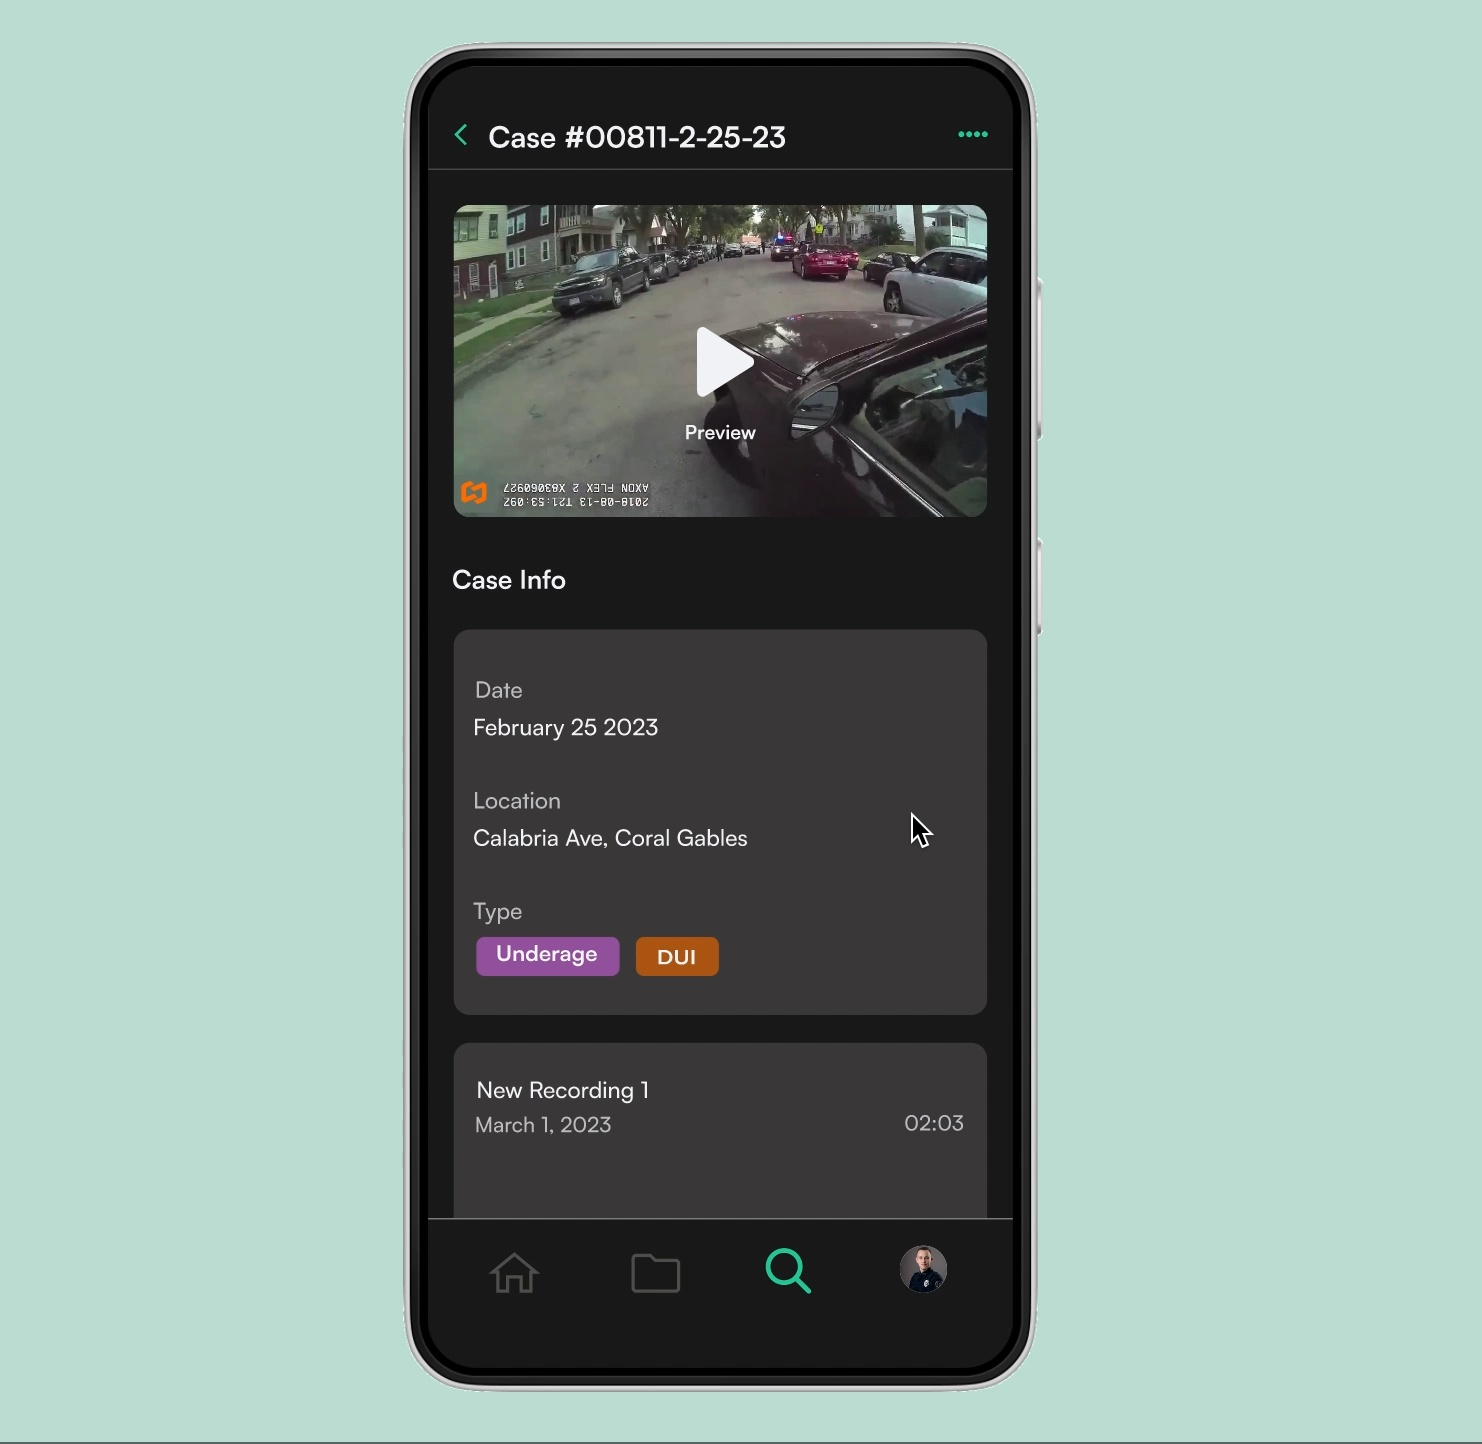 Case #00811-2-25-23
Preview
2018-08-13 T21:53:09Z
AXON FLEX 2 X83060927
Case Info
Date
February 25 2023
Location
Calabria Ave, Coral Gables
Type
Underage DUI
New Recording 1
March 1, 2023 02:03